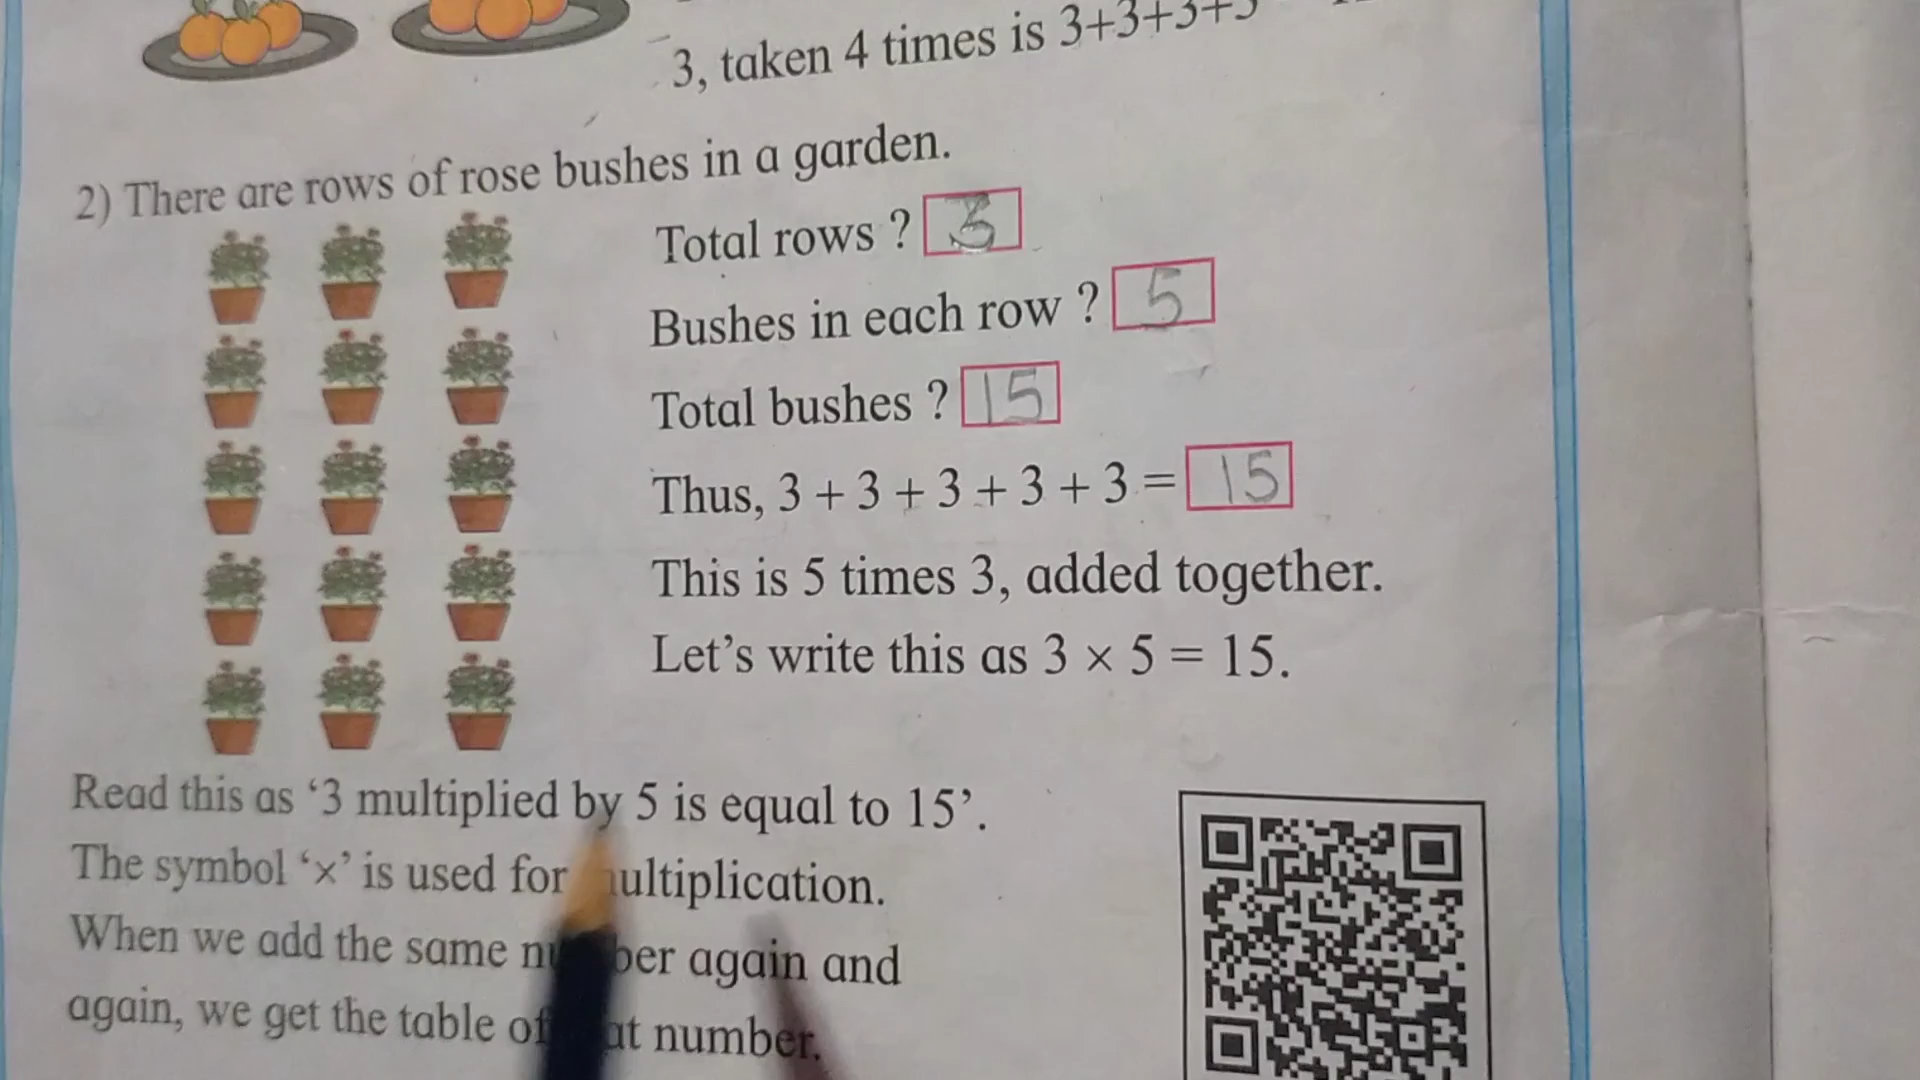 3, taken 4 times is 3+3+3+3
2) There are rows of rose bushes in a garden.
Total rows ? 3
Bushes in each row ? 5
Total bushes ? 15
Thus, 3 + 3 + 3 + 3 + 3 = 15
This is 5 times 3, added together.
Let's write this as 3 × 5 = 15.
Read this as ‘3 multiplied by 5 is equal to 15’.
The symbol ‘×’ is used for multiplication.
When we add the same number again and
again, we get the table of that number.